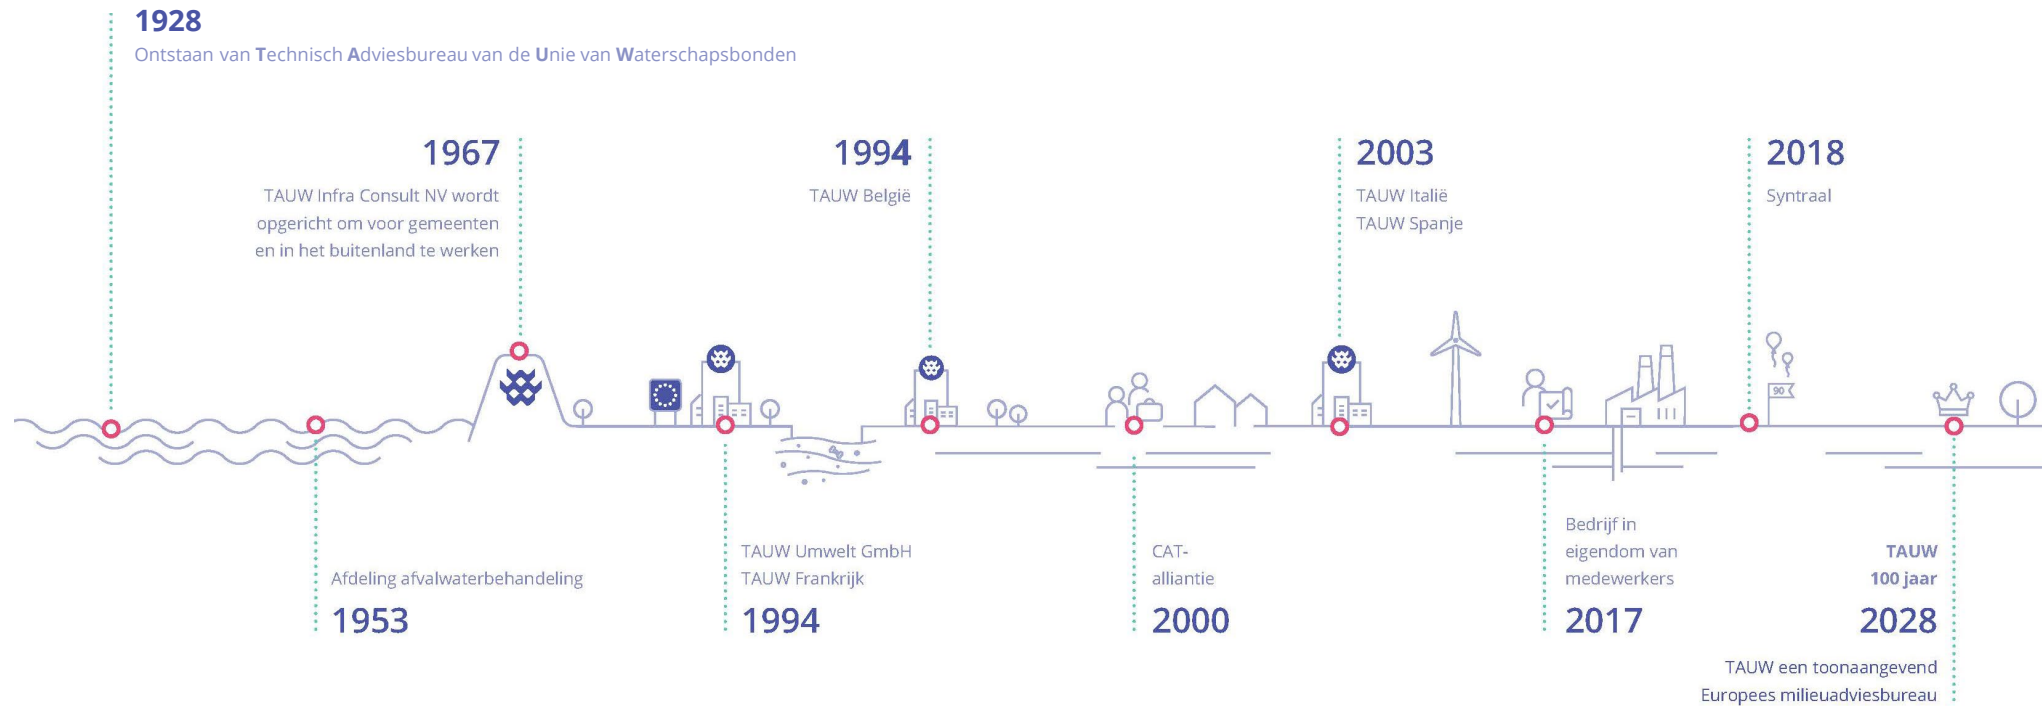 1928
Ontstaan van Technisch Adviesbureau van de Unie van Waterschapsbonden
1967
TAUW Infra Consult NV wordt
opgericht om voor gemeenten
en in het buitenland te werken
1994
TAUW België
2003
TAUW Italië
TAUW Spanje
2018
Syntraal
90
Afdeling afvalwaterbehandeling
1953
TAUW Umwelt GmbH
TAUW Frankrijk
1994
CAT-
alliantie
2000
Bedrijf in
eigendom van
medewerkers
2017
TAUW
100 jaar
2028
TAUW een toonaangevend
Europees milieuadviesbureau